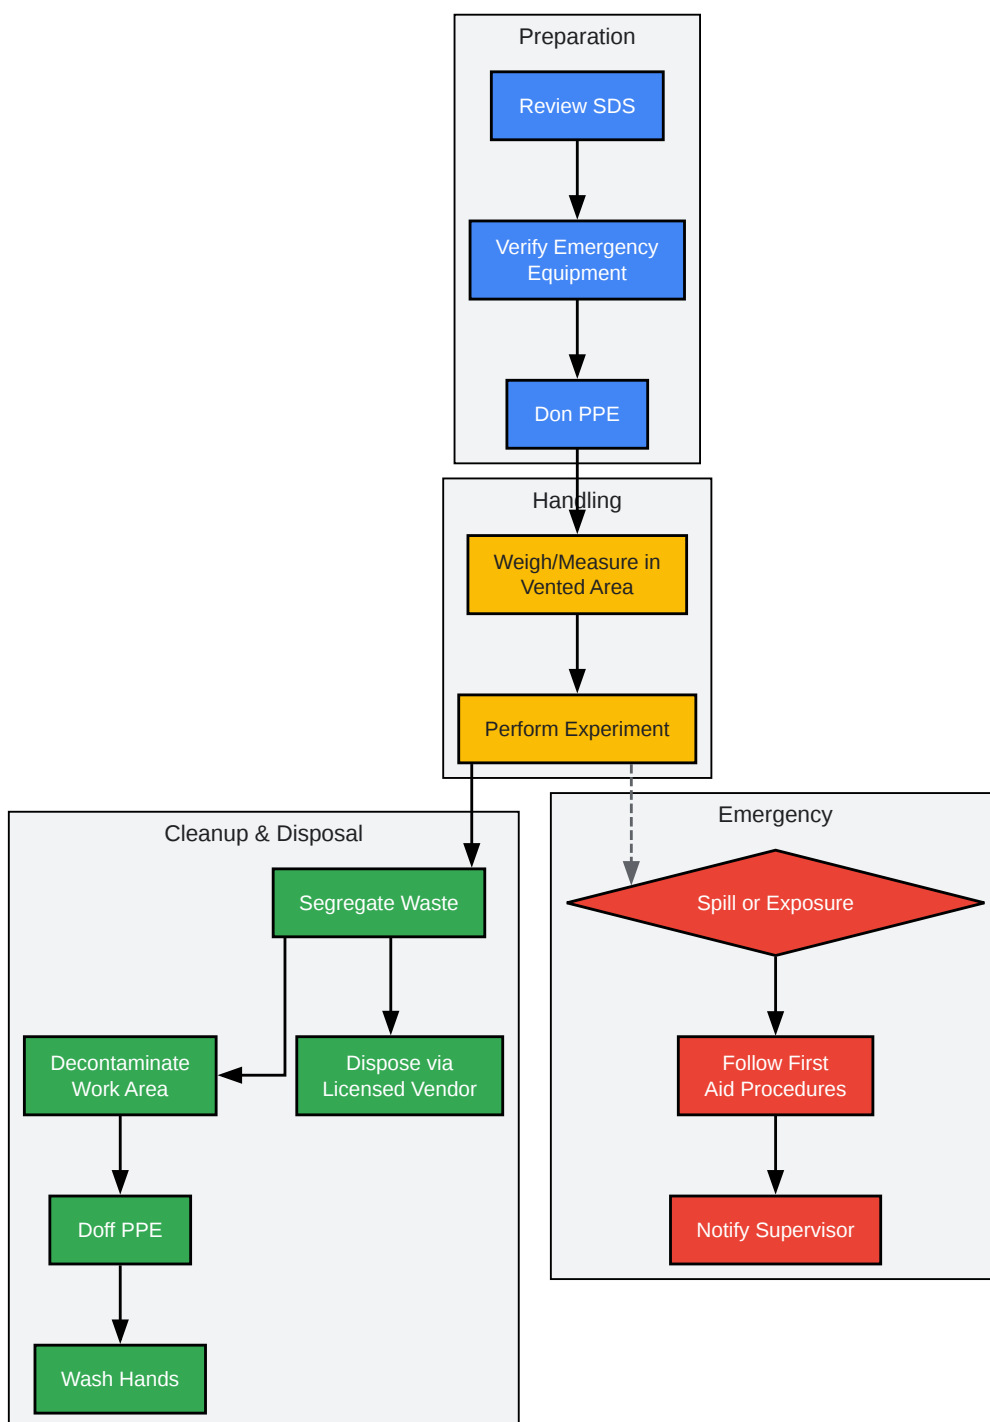 Preparation
Review SDS
Verify Emergency
Equipment
Don PPE
Handling
Weigh/Measure in
Vented Area
Perform Experiment
Cleanup & Disposal
Segregate Waste
Decontaminate
Work Area
Dispose via
Licensed Vendor
Doff PPE
Wash Hands
Emergency
Spill or Exposure
Follow First
Aid Procedures
Notify Supervisor